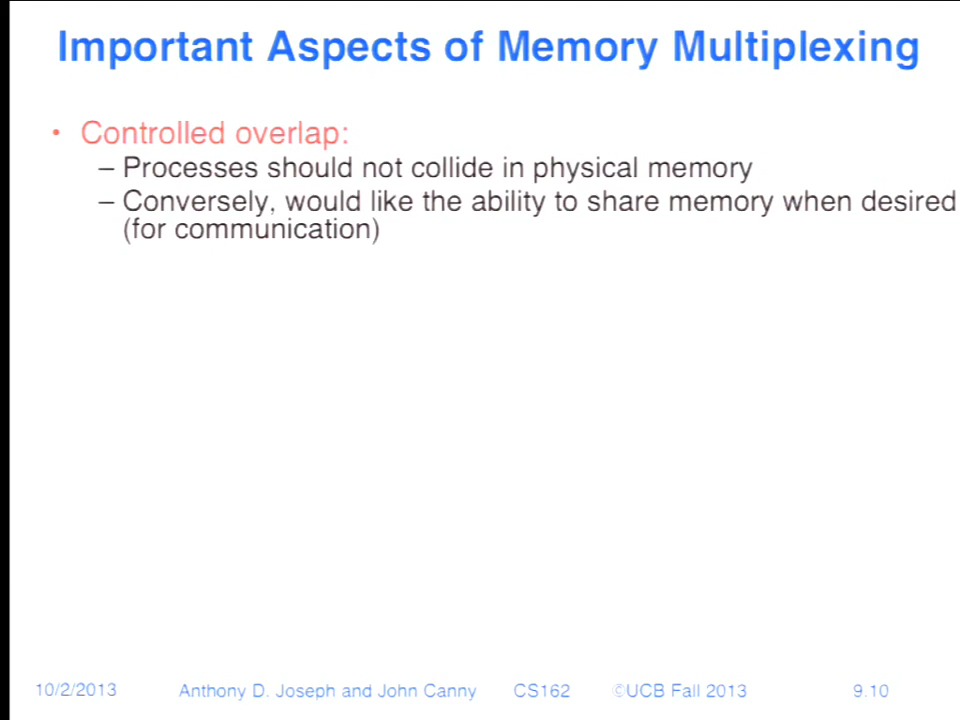 Important Aspects of Memory Multiplexing
• Controlled overlap:
– Processes should not collide in physical memory
– Conversely, would like the ability to share memory when desired
(for communication)
10/2/2013 Anthony D. Joseph and John Canny CS162 ©UCB Fall 2013 9.10